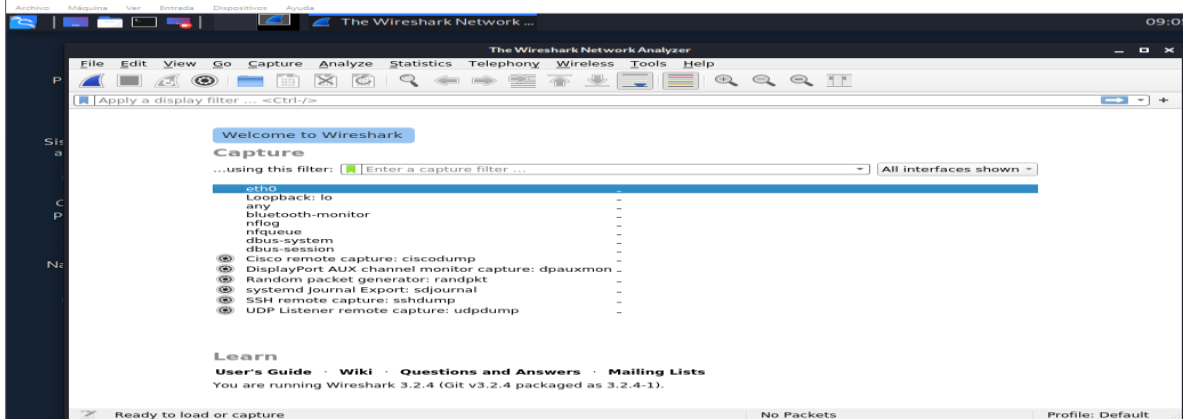 Archivo Máquina Ver Entrada Dispositivos Ayuda
The Wireshark Network ...
09:0
The Wireshark Network Analyzer
File Edit View Go Capture Analyze Statistics Telephony Wireless Tools Help
Apply a display filter ... <Ctrl-/>
Welcome to Wireshark
Capture
...using this filter: Enter a capture filter ... All interfaces shown
eth0
Loopback: lo
any
bluetooth-monitor
nflog
nfqueue
dbus-system
dbus-session
Cisco remote capture: ciscodump
DisplayPort AUX channel monitor capture: dpauxmon
Random packet generator: randpkt
systemd Journal Export: sdjournal
SSH remote capture: sshdump
UDP Listener remote capture: udpdump
Learn
User's Guide · Wiki · Questions and Answers · Mailing Lists
You are running Wireshark 3.2.4 (Git v3.2.4 packaged as 3.2.4-1).
Ready to load or capture No Packets Profile: Default